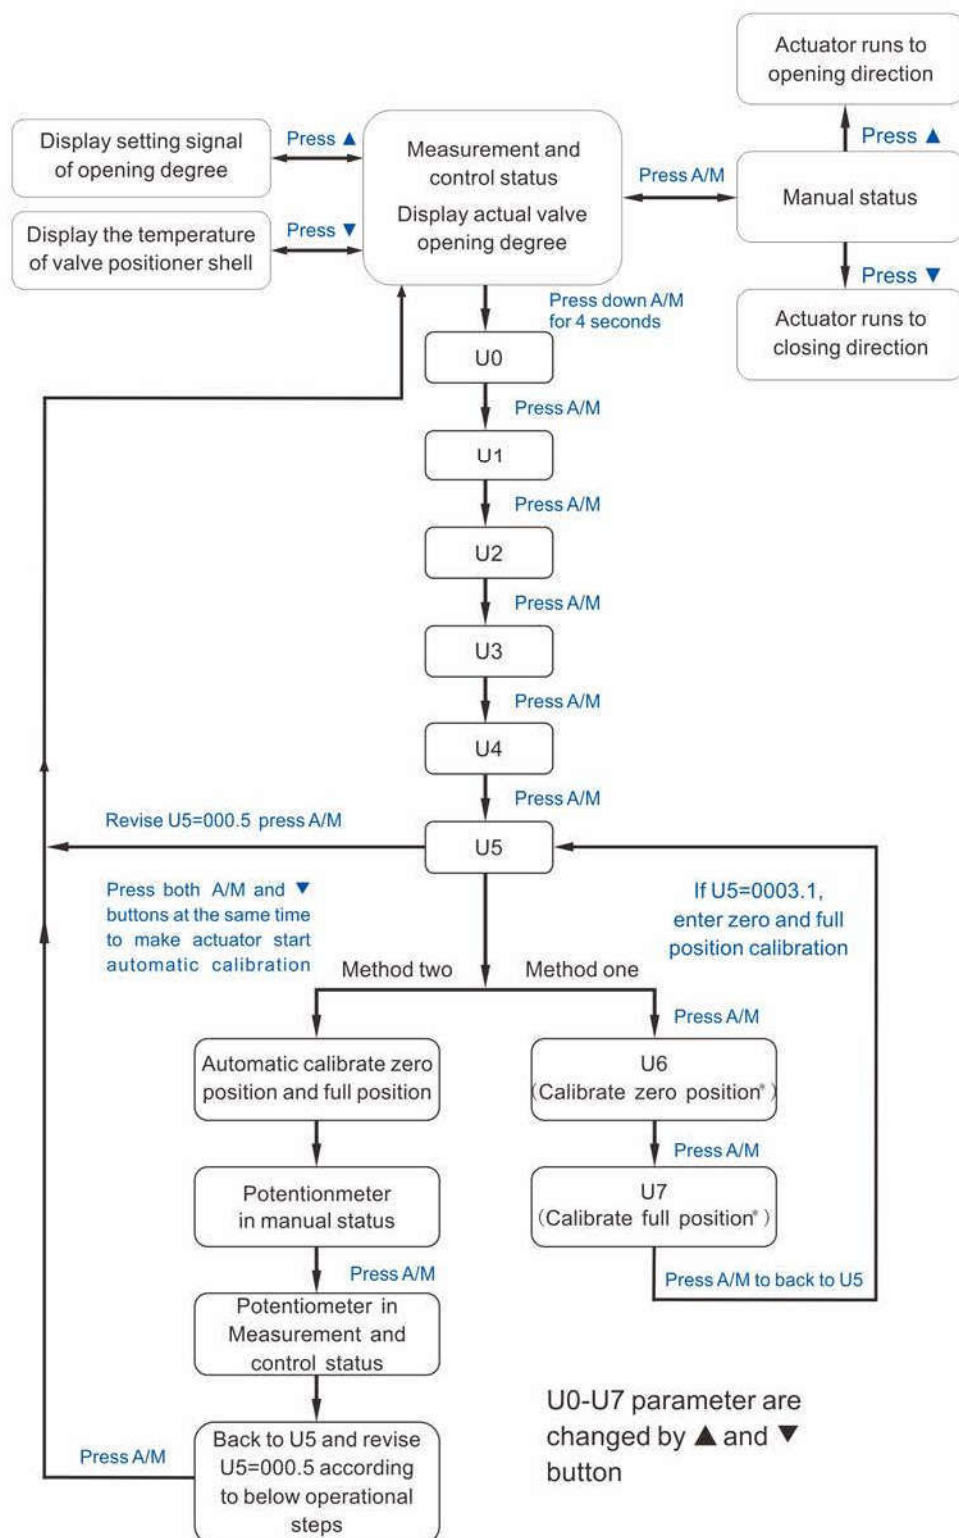 Actuator runs to
opening direction
Press ▲
Display setting signal
of opening degree
Press ▲
Measurement and
control status
Display actual valve
opening degree
Press A/M
Manual status
Display the temperature
of valve positioner shell
Press ▼
Press ▼
Actuator runs to
closing direction
Press down A/M
for 4 seconds
U0
Press A/M
U1
Press A/M
U2
Press A/M
U3
Press A/M
U4
Press A/M
Revise U5=000.5 press A/M
U5
Press both A/M and ▼
buttons at the same time
to make actuator start
automatic calibration
If U5=0003.1,
enter zero and full
position calibration
Method two
Method one
Press A/M
Automatic calibrate zero
position and full position
U6
(Calibrate zero position*)
Press A/M
Potentionmeter
in manual status
U7
(Calibrate full position*)
Press A/M
Press A/M to back to U5
Potentiometer in
Measurement and
control status
Press A/M
Back to U5 and revise
U5=000.5 according
to below operational
steps
U0-U7 parameter are
changed by ▲ and ▼
button